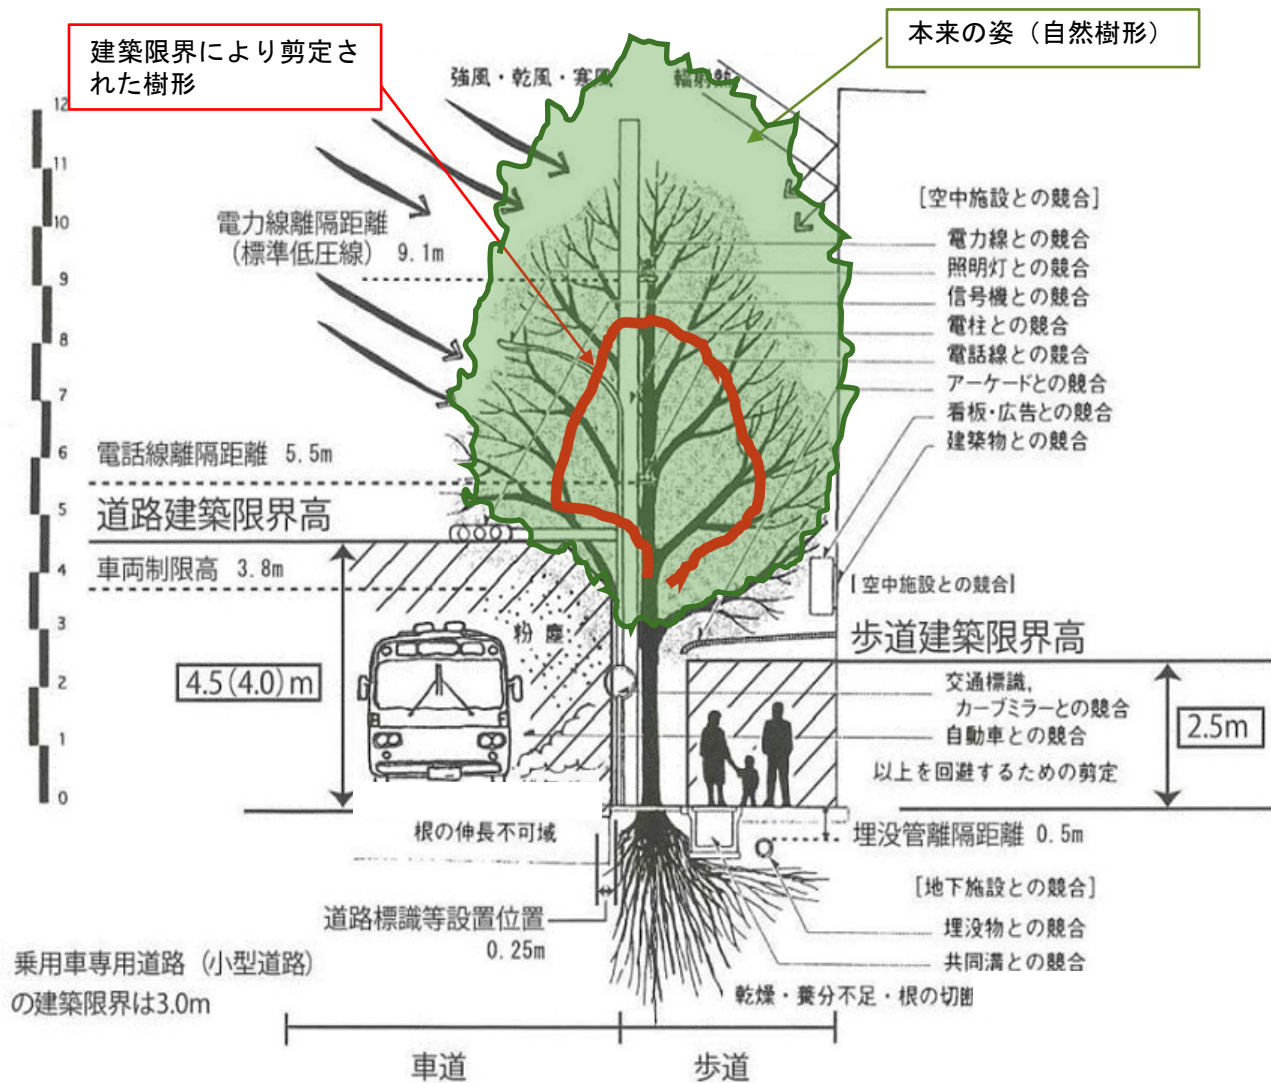 建築限界により剪定さ
れた樹形
本来の姿（自然樹形）
強風・乾風・寒風
輻射熱
12
11
10
9
8
7
6
5
4
3
2
1
0
電力線離隔距離
（標準低圧線） 9.1m
電話線離隔距離 5.5m
道路建築限界高
車両制限高 3.8m
4.5(4.0)m
粉塵
[空中施設との競合]
電力線との競合
照明灯との競合
信号機との競合
電柱との競合
電話線との競合
アーケードとの競合
看板・広告との競合
建築物との競合
[空中施設との競合]
歩道建築限界高
2.5m
交通標識,
カーブミラーとの競合
自動車との競合
以上を回避するための剪定
根の伸長不可域
埋没管離隔距離 0.5m
道路標識等設置位置
0.25m
[地下施設との競合]
埋没物との競合
共同溝との競合
乾燥・養分不足・根の切断
乗用車専用道路（小型道路）
の建築限界は3.0m
車道
歩道